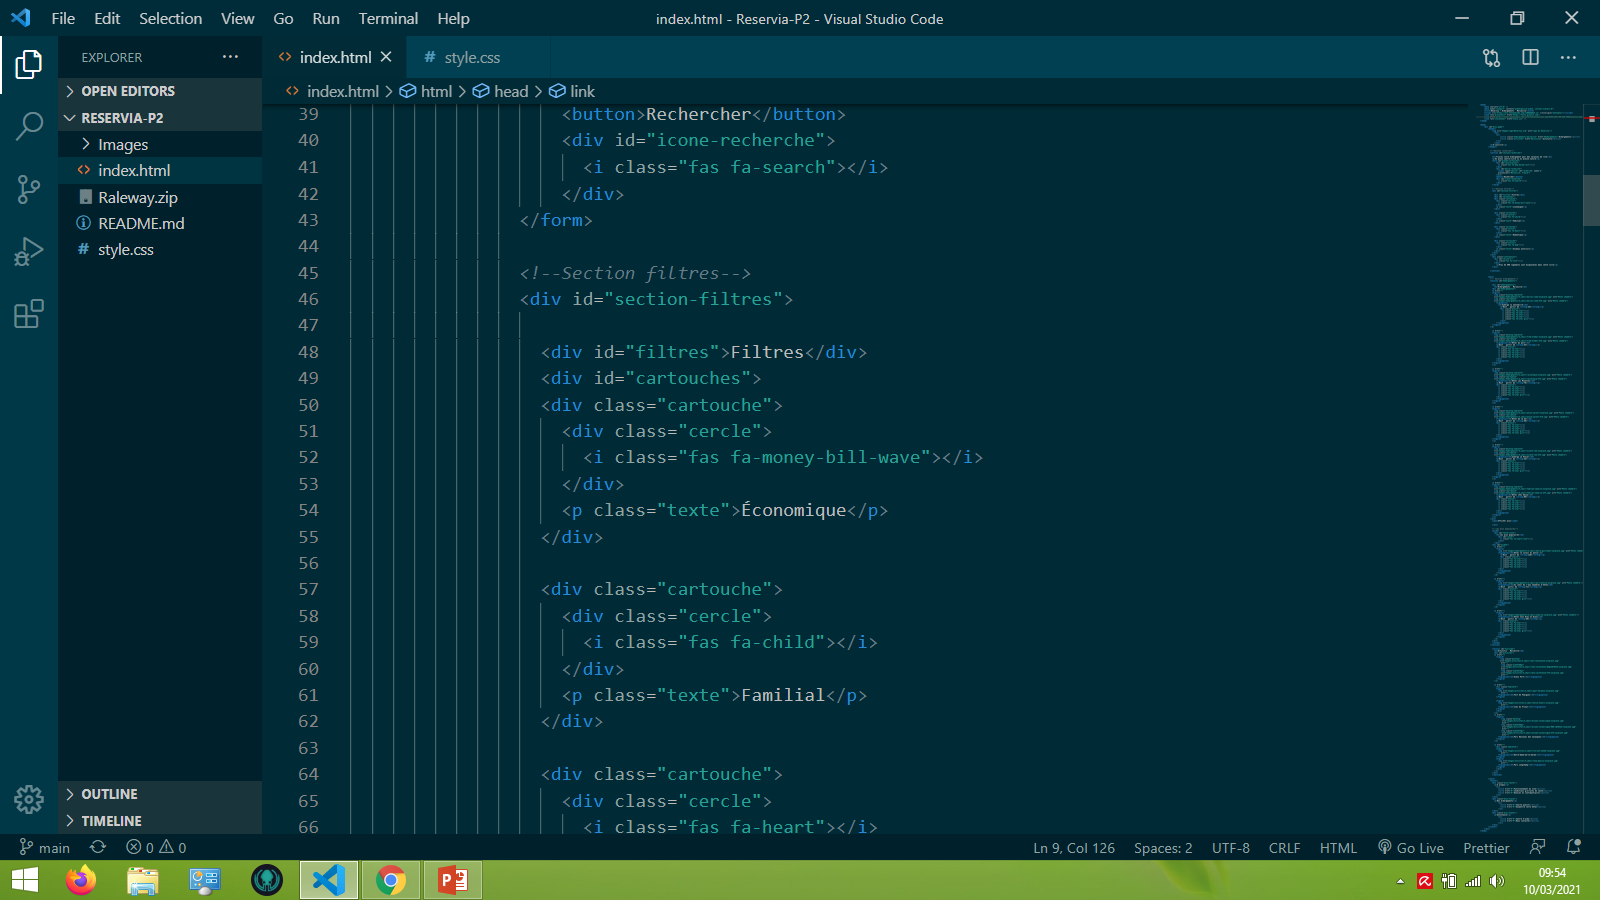 File Edit Selection View Go Run Terminal Help
index.html - Reservia-P2 - Visual Studio Code
EXPLORER
OPEN EDITORS
RESERVIA-P2
Images
index.html
Raleway.zip
README.md
style.css
OUTLINE
TIMELINE
index.html
# style.css
index.html > html > head > link
39 <button>Rechercher</button>
40 <div id="icone-recherche">
41 <i class="fas fa-search"></i>
42 </div>
43 </form>
44
45 <!--Section filtres-->
46 <div id="section-filtres">
47
48 <div id="filtres">Filtres</div>
49 <div id="cartouches">
50 <div class="cartouche">
51 <div class="cercle">
52 <i class="fas fa-money-bill-wave"></i>
53 </div>
54 <p class="texte">Économique</p>
55 </div>
56
57 <div class="cartouche">
58 <div class="cercle">
59 <i class="fas fa-child"></i>
60 </div>
61 <p class="texte">Familial</p>
62 </div>
63
64 <div class="cartouche">
65 <div class="cercle">
66 <i class="fas fa-heart"></i>
main 0 0 Ln 9, Col 126 Spaces: 2 UTF-8 CRLF HTML Go Live Prettier
09:54
10/03/2021